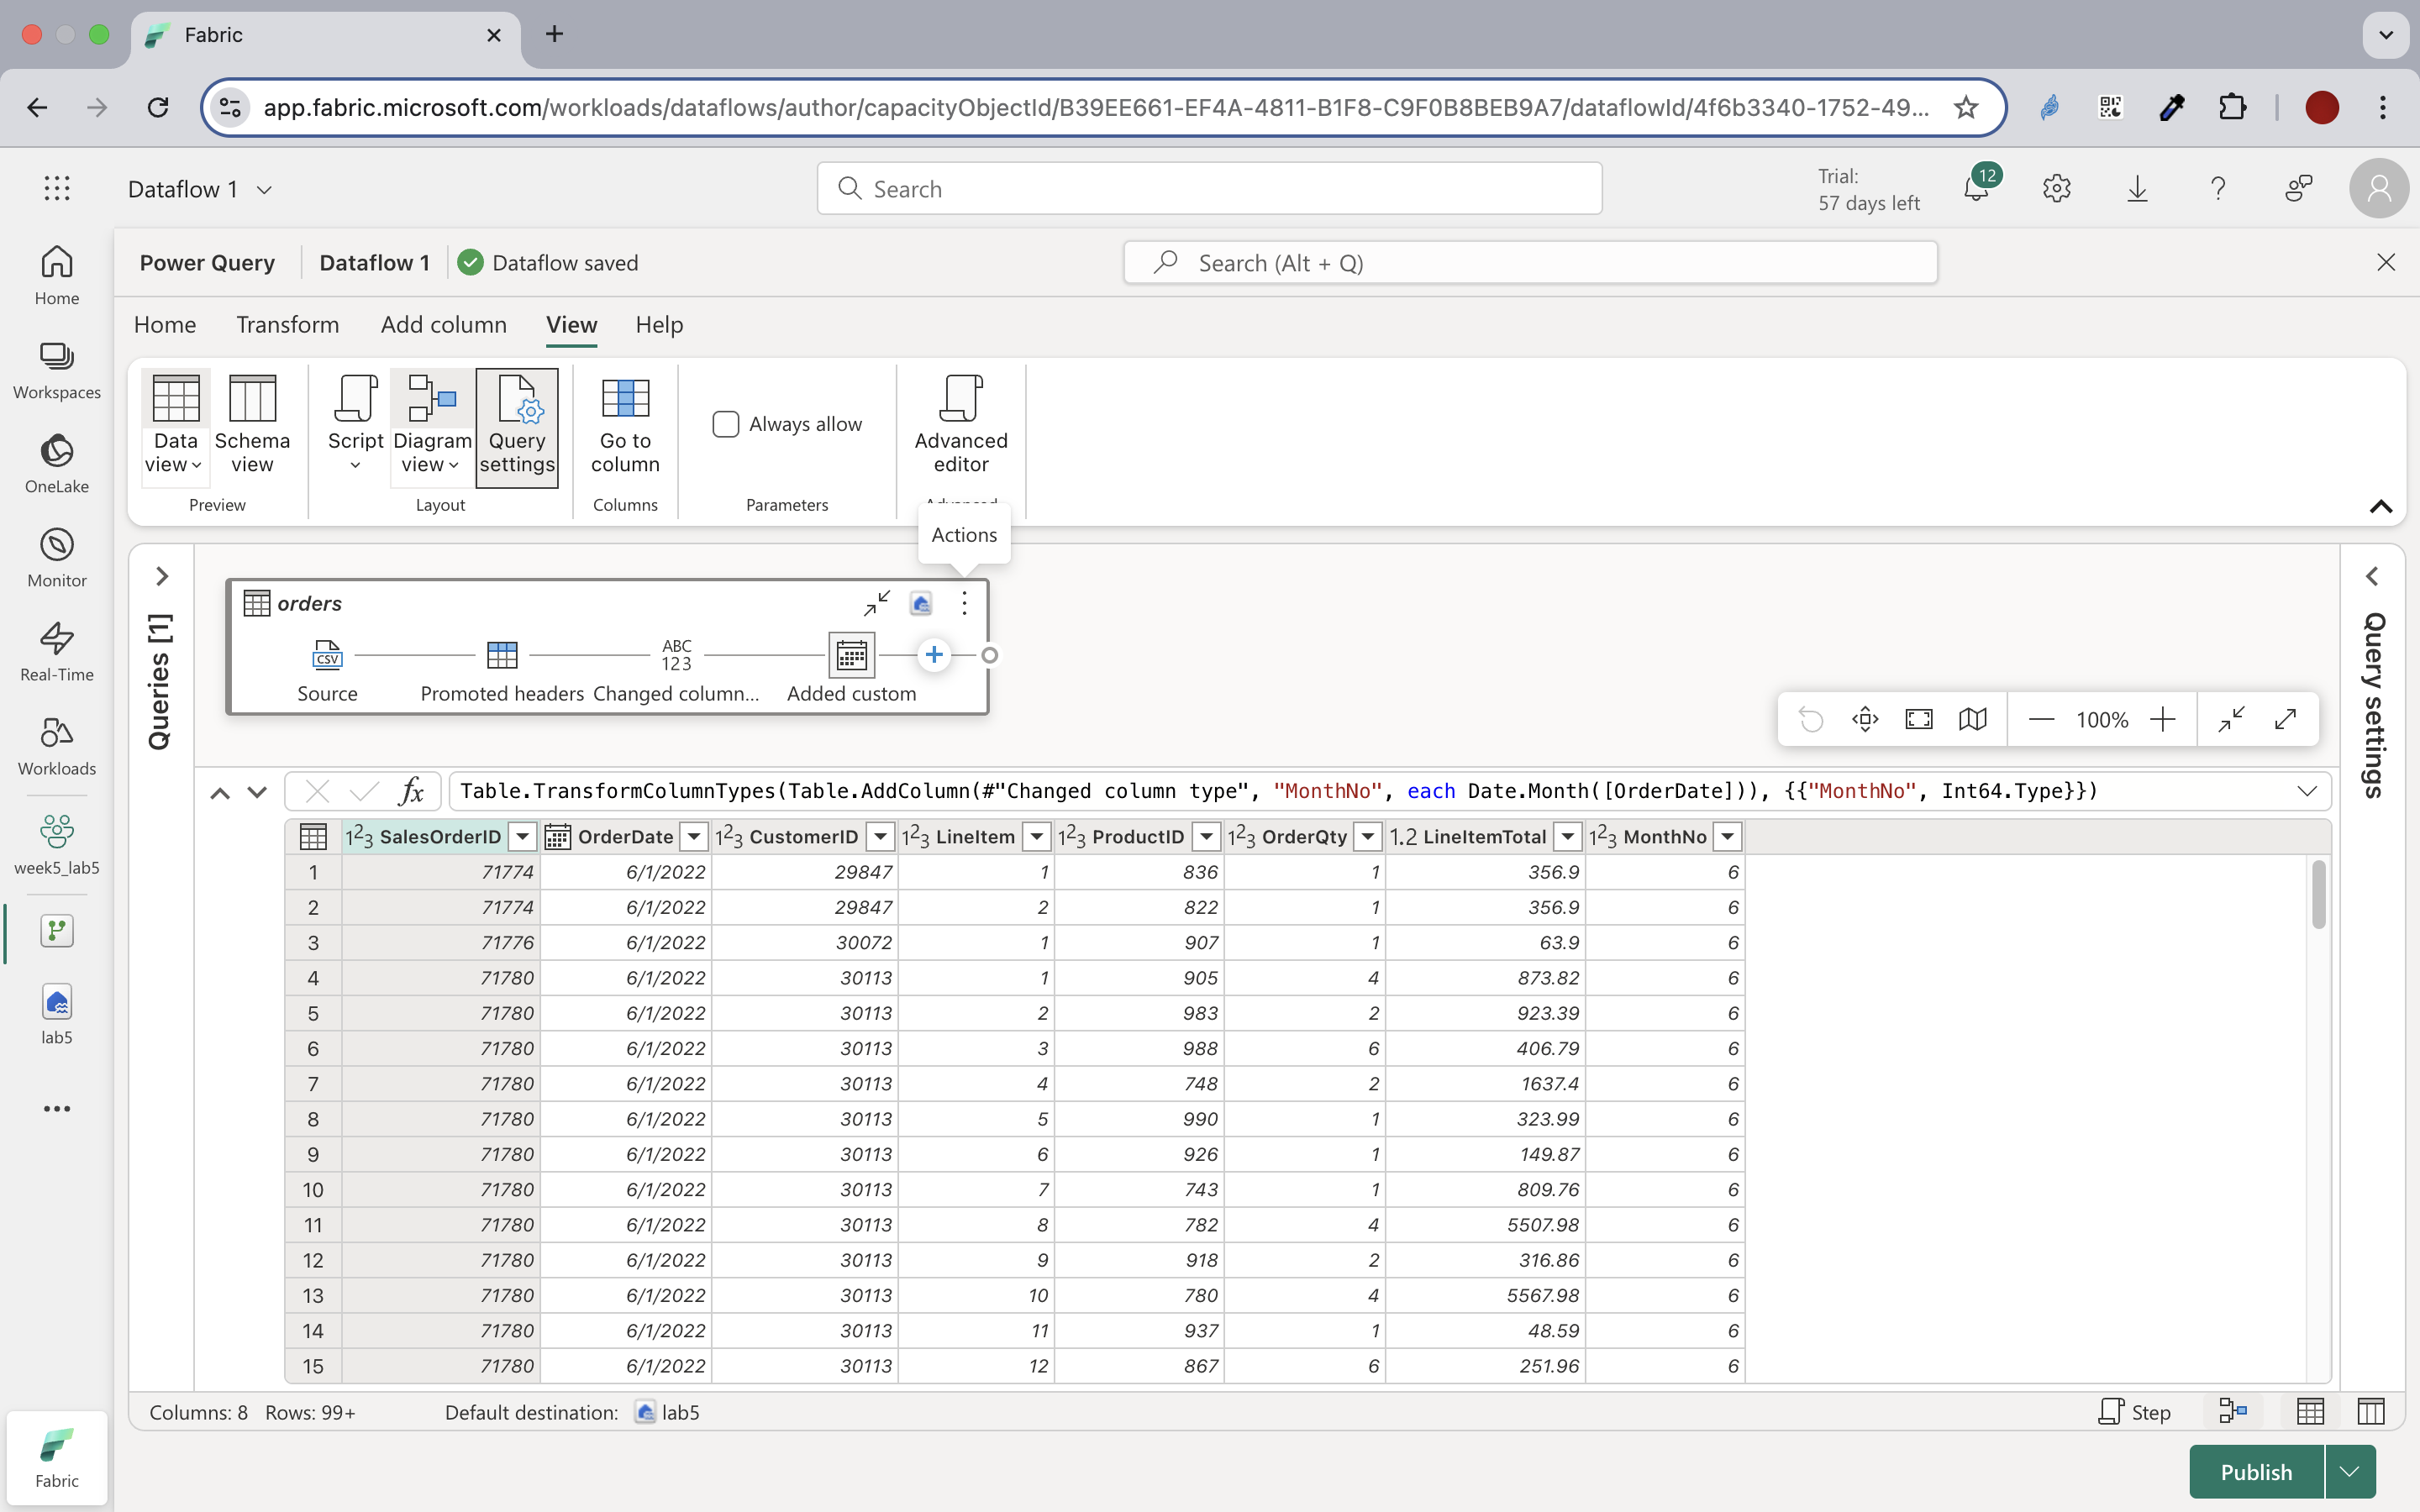 Fabric
app.fabric.microsoft.com/workloads/dataflows/author/capacityObjectId/B39EE661-EF4A-4811-B1F8-C9F0B8BEB9A7/dataflowId/4f6b3340-1752-49...
Dataflow 1
Search
Trial:
57 days left
12
Power Query
Dataflow 1
Dataflow saved
Search (Alt + Q)
Home
Transform
Add column
View
Help
Data view
Schema view
Script
Diagram view
Query settings
Go to column
Always allow
Advanced editor
Preview
Layout
Columns
Parameters
Actions
Home
Workspaces
OneLake
Monitor
Real-Time
Workloads
week5_lab5
lab5
Fabric
Queries [1]
orders
CSV
ABC
123
Source
Promoted headers
Changed column...
Added custom
100%
Query settings
fx
Table.TransformColumnTypes(Table.AddColumn(#"Changed column type", "MonthNo", each Date.Month([OrderDate])), {{"MonthNo", Int64.Type}})
123 SalesOrderID OrderDate 123 CustomerID 123 LineItem 123 ProductID 123 OrderQty 1.2 LineItemTotal 123 MonthNo
1 71774 6/1/2022 29847 1 836 1 356.9 6
2 71774 6/1/2022 29847 2 822 1 356.9 6
3 71776 6/1/2022 30072 1 907 1 63.9 6
4 71780 6/1/2022 30113 1 905 4 873.82 6
5 71780 6/1/2022 30113 2 983 2 923.39 6
6 71780 6/1/2022 30113 3 988 6 406.79 6
7 71780 6/1/2022 30113 4 748 2 1637.4 6
8 71780 6/1/2022 30113 5 990 1 323.99 6
9 71780 6/1/2022 30113 6 926 1 149.87 6
10 71780 6/1/2022 30113 7 743 1 809.76 6
11 71780 6/1/2022 30113 8 782 4 5507.98 6
12 71780 6/1/2022 30113 9 918 2 316.86 6
13 71780 6/1/2022 30113 10 780 4 5567.98 6
14 71780 6/1/2022 30113 11 937 1 48.59 6
15 71780 6/1/2022 30113 12 867 6 251.96 6
Columns: 8 Rows: 99+
Default destination: lab5
Step
Publish